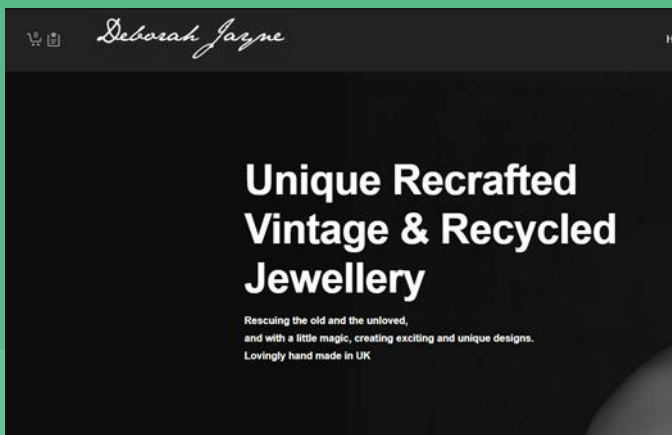 0
Deborah Jayne
H
Unique Recrafted
Vintage & Recycled
Jewellery
Rescuing the old and the unloved,
and with a little magic, creating exciting and unique designs.
Lovingly hand made in UK